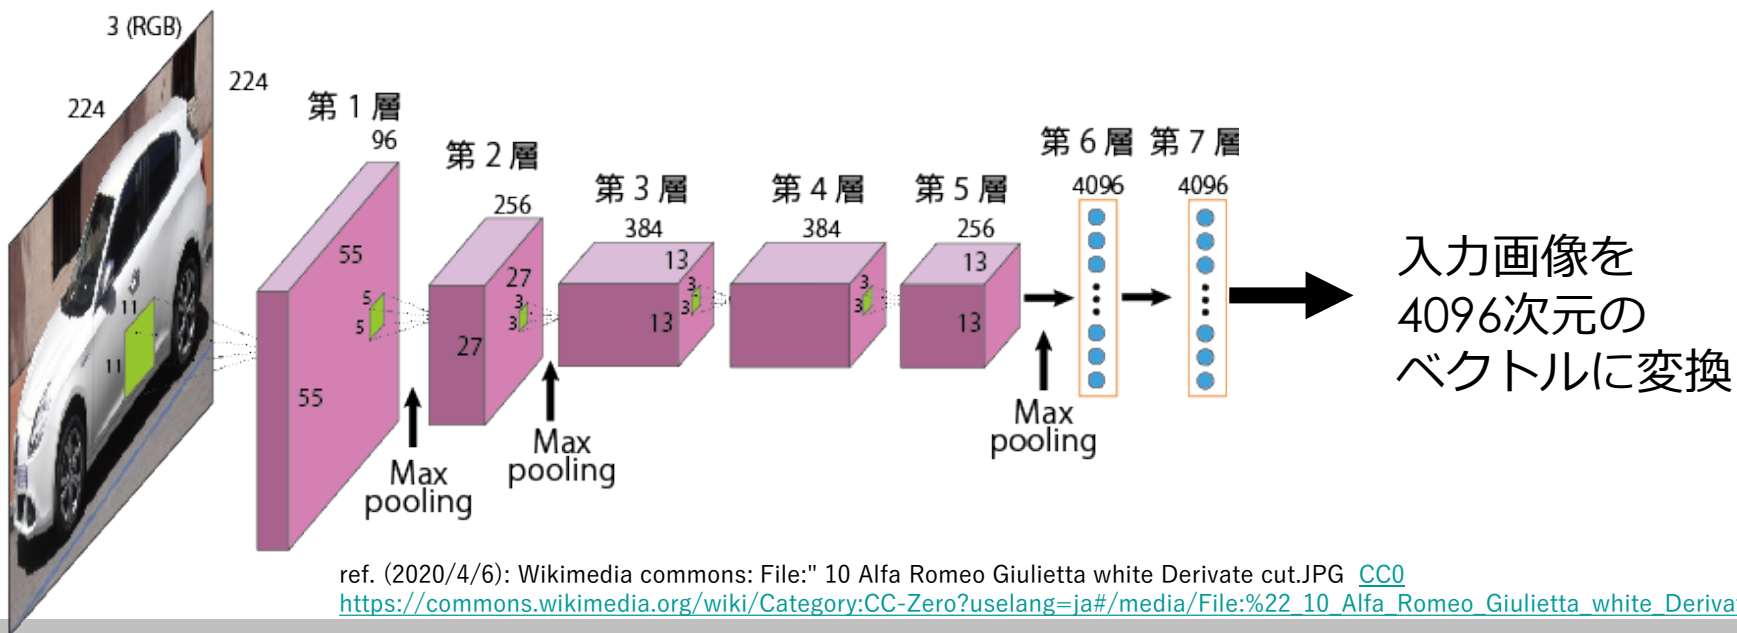 3 (RGB)
224
224
11
11
第1層
96
55
55
5
5
Max
pooling
第2層
256
27
27
3
3
Max
pooling
第3層
384
13
13
3
3
第4層
384
3
3
第5層
256
13
13
Max
pooling
第6層
4096
第7層
4096
入力画像を
4096次元の
ベクトルに変換
ref. (2020/4/6): Wikimedia commons: File:" 10 Alfa Romeo Giulietta white Derivate cut.JPG CC0
https://commons.wikimedia.org/wiki/Category:CC-Zero?uselang=ja#/media/File:%22_10_Alfa_Romeo_Giulietta_white_Deriva